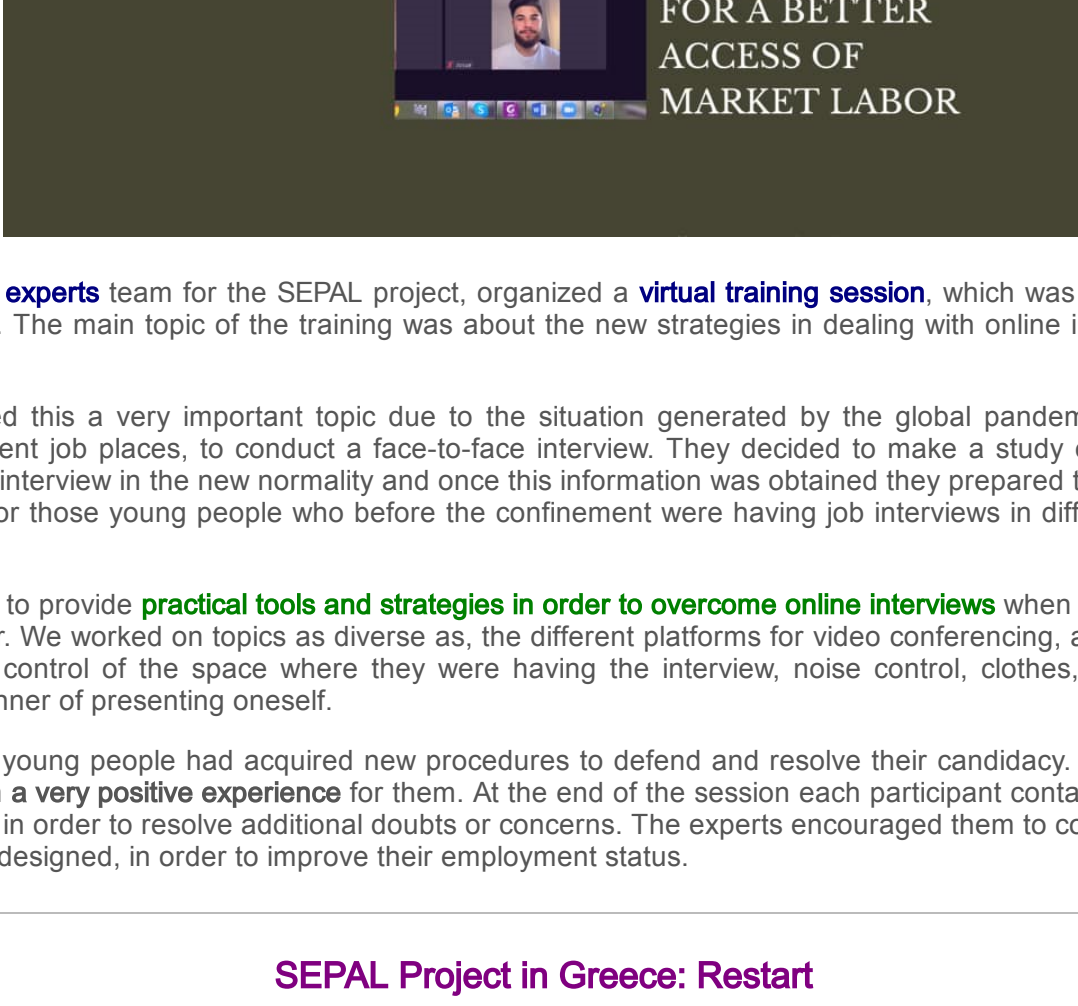 FOR A BETTER
ACCESS OF
MARKET LABOR
experts team for the SEPAL project, organized a virtual training session, which was
. The main topic of the training was about the new strategies in dealing with online i
ed this a very important topic due to the situation generated by the global pandem
ent job places, to conduct a face-to-face interview. They decided to make a study
interview in the new normality and once this information was obtained they prepared t
or those young people who before the confinement were having job interviews in diff
to provide practical tools and strategies in order to overcome online interviews when
r. We worked on topics as diverse as, the different platforms for video conferencing, a
control of the space where they were having the interview, noise control, clothes,
nner of presenting oneself.
young people had acquired new procedures to defend and resolve their candidacy.
a very positive experience for them. At the end of the session each participant conta
in order to resolve additional doubts or concerns. The experts encouraged them to co
designed, in order to improve their employment status.
SEPAL Project in Greece: Restart